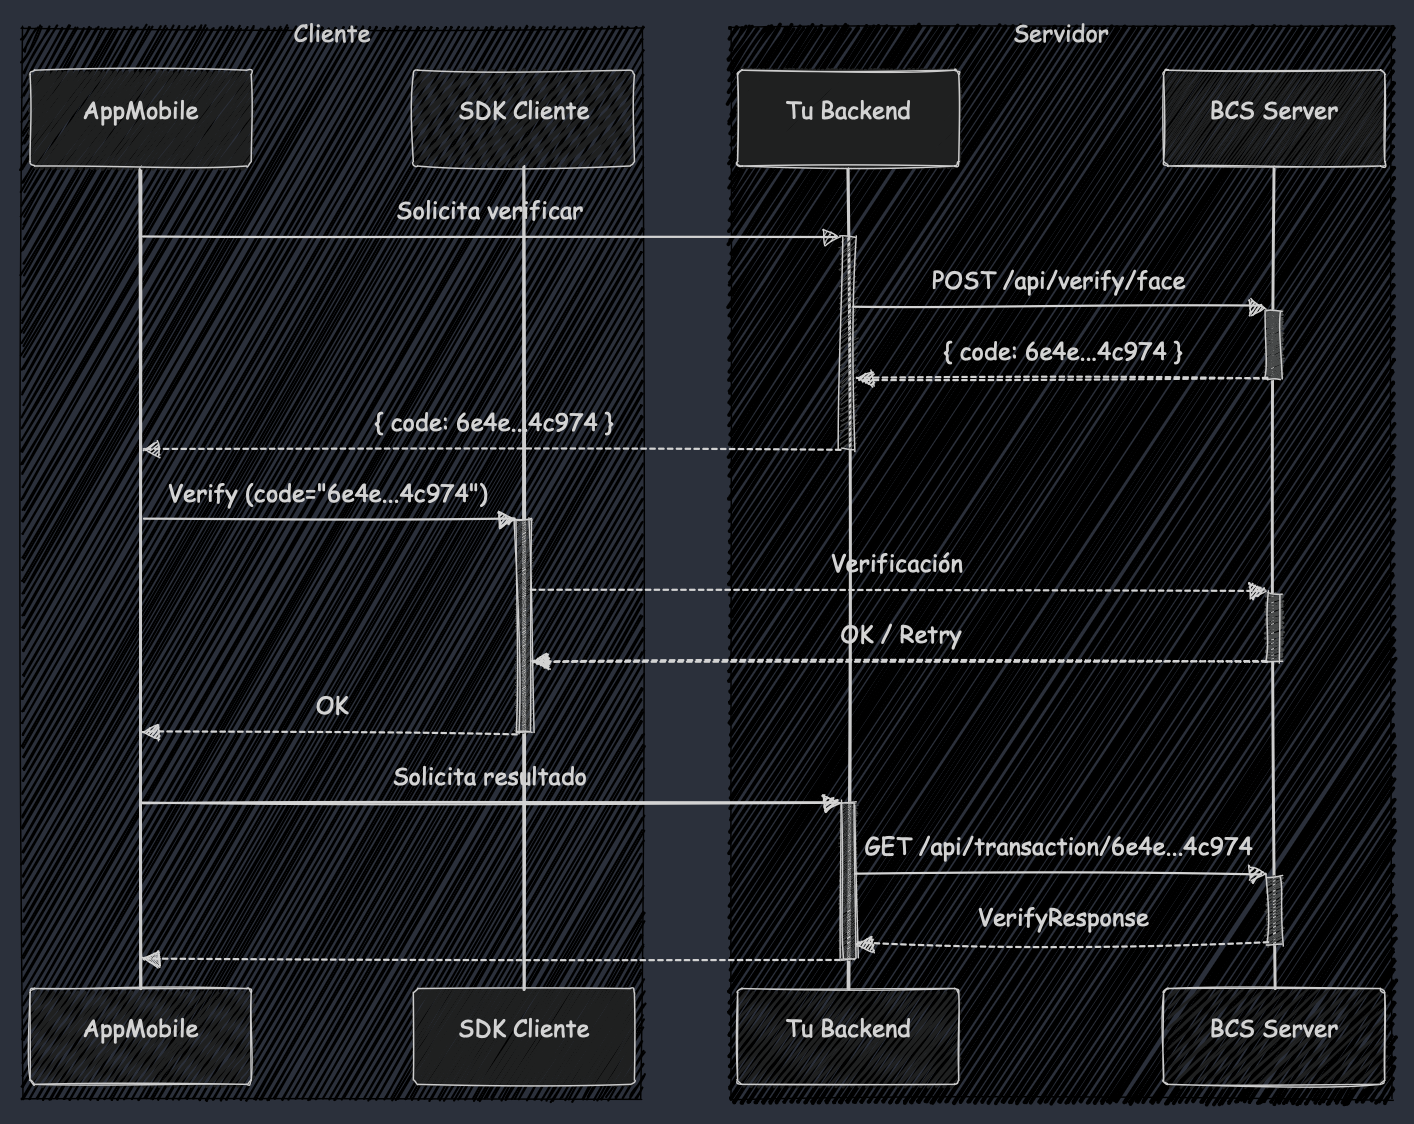 Cliente
Servidor
AppMobile
SDK Cliente
Tu Backend
BCS Server
Solicita verificar
POST /api/verify/face
{ code: 6e4e...4c974 }
{ code: 6e4e...4c974 }
Verify (code="6e4e...4c974")
Verificación
OK / Retry
OK
Solicita resultado
GET /api/transaction/6e4e...4c974
VerifyResponse
AppMobile
SDK Cliente
Tu Backend
BCS Server